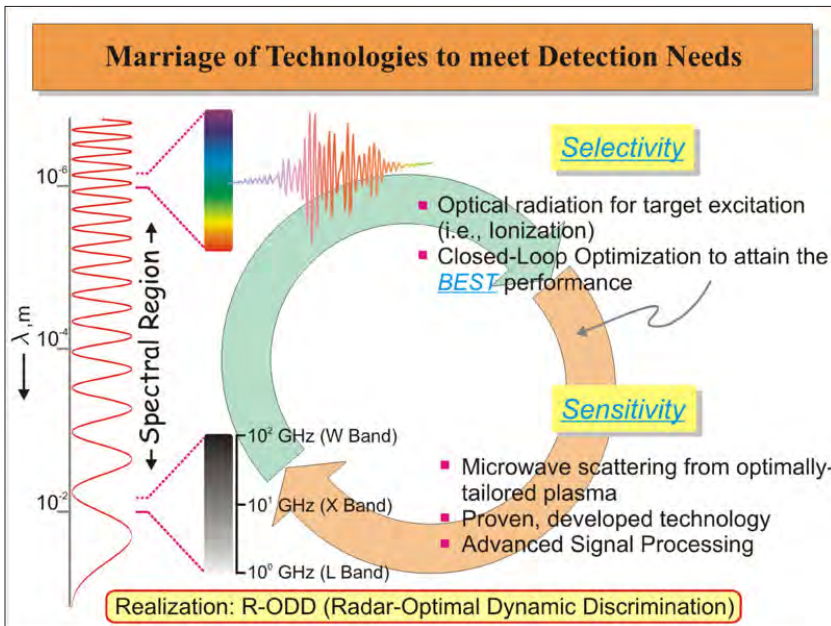 Marriage of Technologies to meet Detection Needs
10⁻⁶
10⁻⁴
10⁻²
λ,m
Spectral Region
Selectivity
Optical radiation for target excitation
(i.e., Ionization)
Closed-Loop Optimization to attain the
BEST performance
Sensitivity
Microwave scattering from optimally-
tailored plasma
Proven, developed technology
Advanced Signal Processing
10² GHz (W Band)
10¹ GHz (X Band)
10⁰ GHz (L Band)
Realization: R-ODD (Radar-Optimal Dynamic Discrimination)